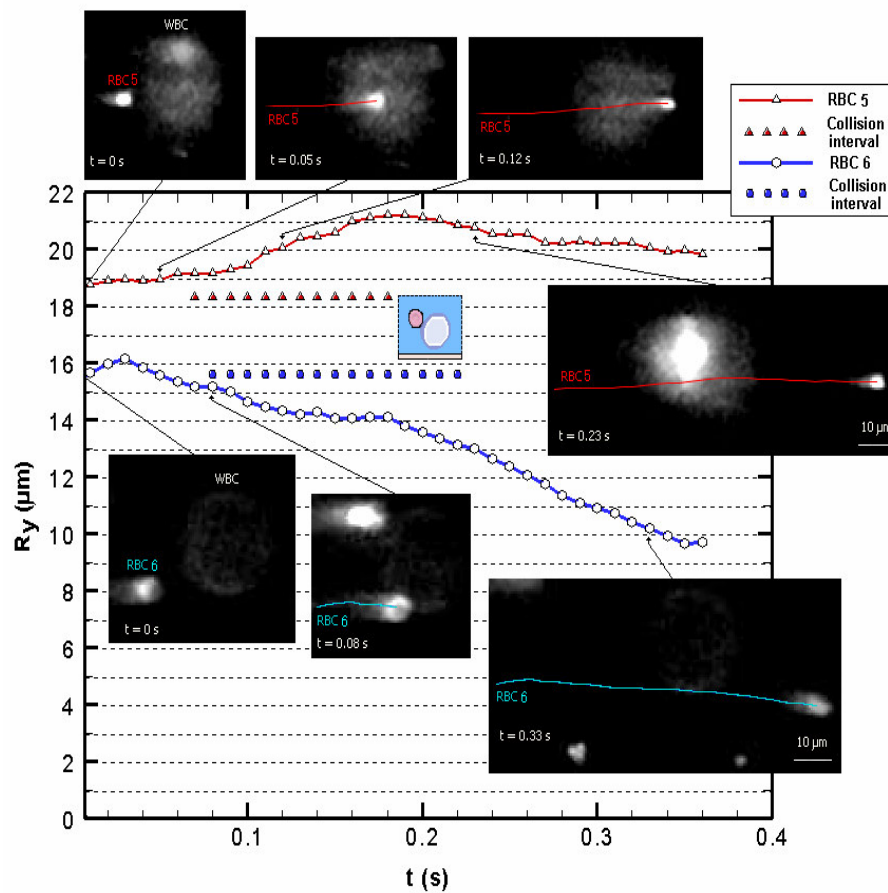 WBC
RBC 5
t = 0 s
RBC 5
t = 0.05 s
RBC 5
t = 0.12 s
RBC 5
Collision
interval
RBC 6
Collision
interval
22
20
18
16
14
12
10
8
6
4
2
0
Ry (µm)
RBC 5
t = 0.23 s
10 µm
WBC
RBC 6
t = 0 s
RBC 6
t = 0.08 s
RBC 6
t = 0.33 s
10 µm
0.1
0.2
0.3
0.4
t (s)